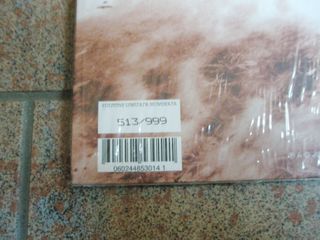 EDIZIONE LIMITATA NUMERATA
513/999
060244853014 1